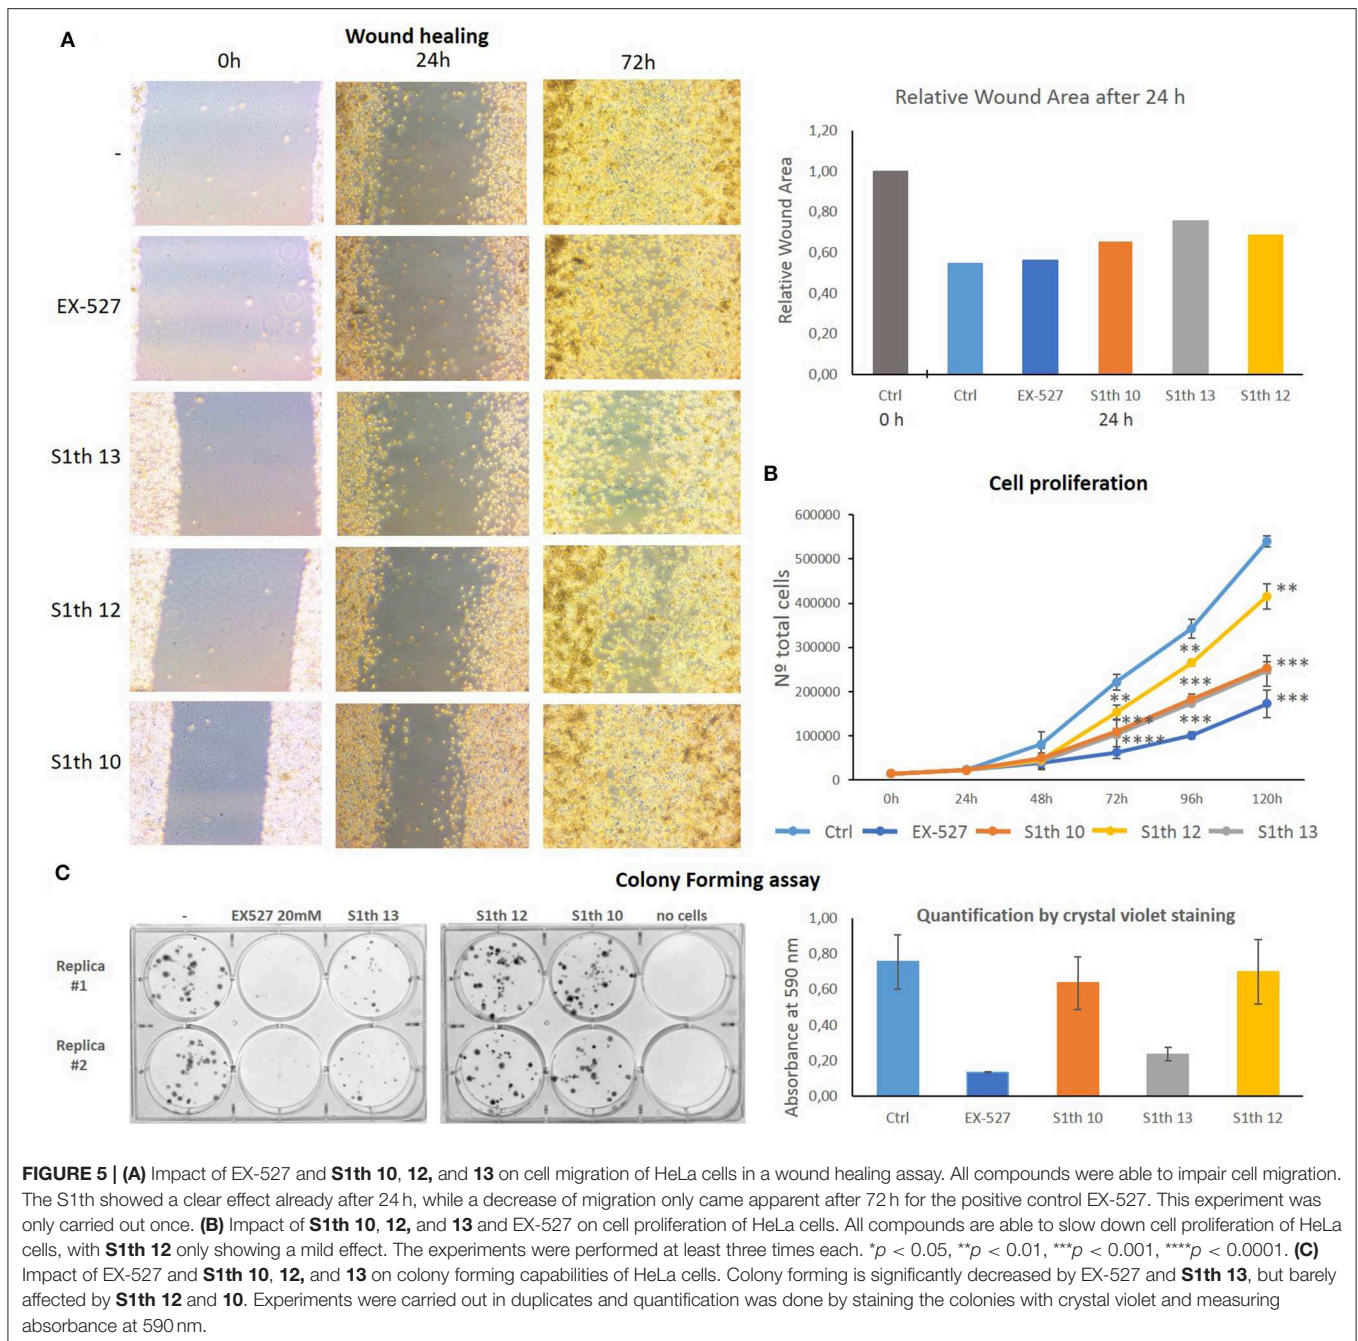 A
Wound healing
0h
24h
72h
-
EX-527
S1th 13
S1th 12
S1th 10
Relative Wound Area after 24 h
Relative Wound Area
1,20
1,00
0,80
0,60
0,40
0,20
0,00
Ctrl
Ctrl
EX-527
S1th 10
S1th 13
S1th 12
0 h
24 h
B
Cell proliferation
Nº total cells
600000
500000
400000
300000
200000
100000
0
**
**
***
***
**
***
***
****
0h
24h
48h
72h
96h
120h
Ctrl
EX-527
S1th 10
S1th 12
S1th 13
C
Colony Forming assay
-
EX527 20mM
S1th 13
S1th 12
S1th 10
no cells
Replica
#1
Replica
#2
Quantification by crystal violet staining
Absorbance at 590 nm
1,00
0,80
0,60
0,40
0,20
0,00
Ctrl
EX-527
S1th 10
S1th 13
S1th 12
FIGURE 5 | (A) Impact of EX-527 and S1th 10, 12, and 13 on cell migration of HeLa cells in a wound healing assay. All compounds were able to impair cell migration.
The S1th showed a clear effect already after 24 h, while a decrease of migration only came apparent after 72 h for the positive control EX-527. This experiment was
only carried out once. (B) Impact of S1th 10, 12, and 13 and EX-527 on cell proliferation of HeLa cells. All compounds are able to slow down cell proliferation of HeLa
cells, with S1th 12 only showing a mild effect. The experiments were performed at least three times each. *p < 0.05, **p < 0.01, ***p < 0.001, ****p < 0.0001. (C)
Impact of EX-527 and S1th 10, 12, and 13 on colony forming capabilities of HeLa cells. Colony forming is significantly decreased by EX-527 and S1th 13, but barely
affected by S1th 12 and 10. Experiments were carried out in duplicates and quantification was done by staining the colonies with crystal violet and measuring
absorbance at 590 nm.